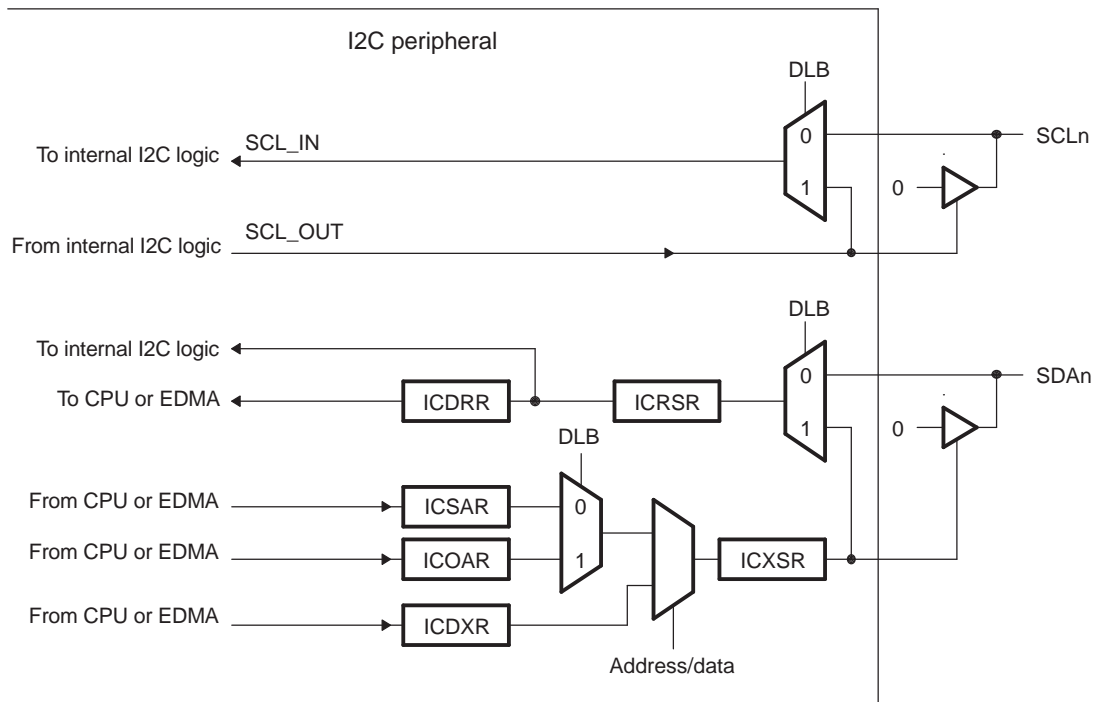 I2C peripheral
DLB
To internal I2C logic SCL_IN 0 SCLn
1 0
From internal I2C logic SCL_OUT
DLB
To internal I2C logic
0 SDAn
To CPU or EDMA ICDRR ICRSR
1 0
DLB
From CPU or EDMA ICSAR 0
From CPU or EDMA ICOAR 1 ICXSR
From CPU or EDMA ICDXR
Address/data